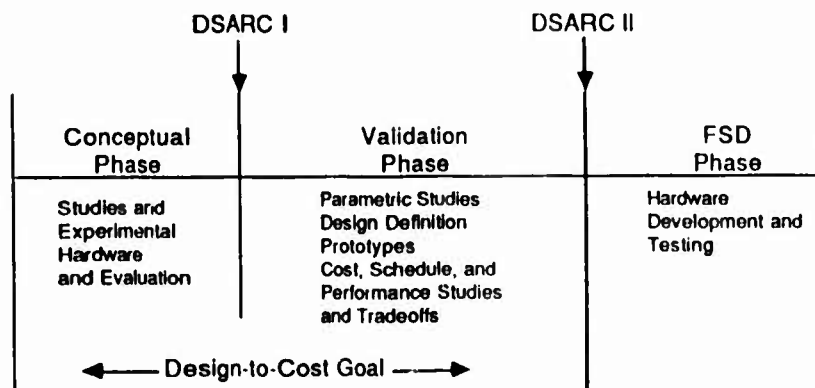 DSARC I
DSARC II
Conceptual
Phase
Validation
Phase
FSD
Phase
Studies and
Experimental
Hardware
and Evaluation
Parametric Studies
Design Definition
Prototypes
Cost, Schedule, and
Performance Studies
and Tradeoffs
Hardware
Development and
Testing
Design-to-Cost Goal